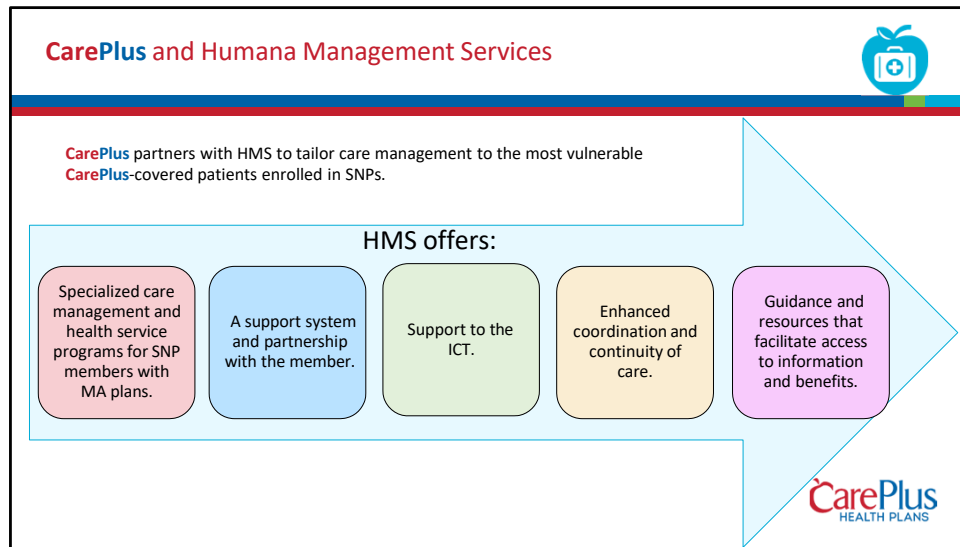 CarePlus and Humana Management Services
CarePlus partners with HMS to tailor care management to the most vulnerable
CarePlus-covered patients enrolled in SNPs.
HMS offers:
Specialized care
management and
health service
programs for SNP
members with
MA plans.
A support system
and partnership
with the member.
Support to the
ICT.
Enhanced
coordination and
continuity of
care.
Guidance and
resources that
facilitate access
to information
and benefits.
CarePlus
HEALTH PLANS